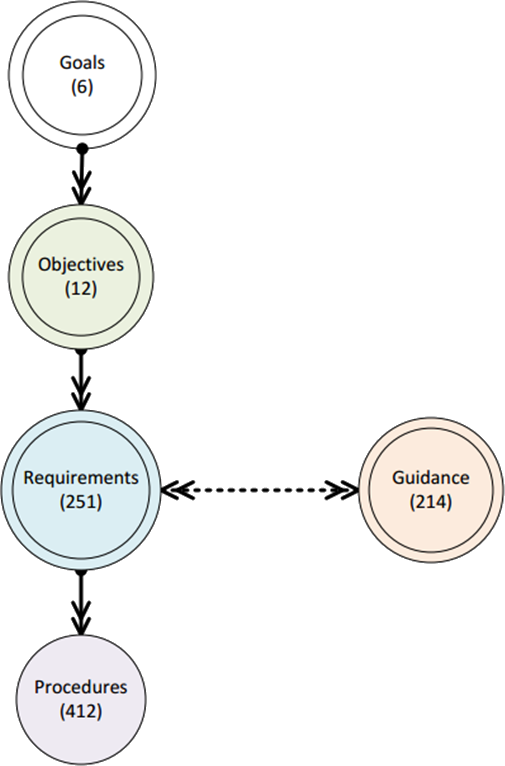 Goals
(6)
Objectives
(12)
Requirements
(251)
Guidance
(214)
Procedures
(412)